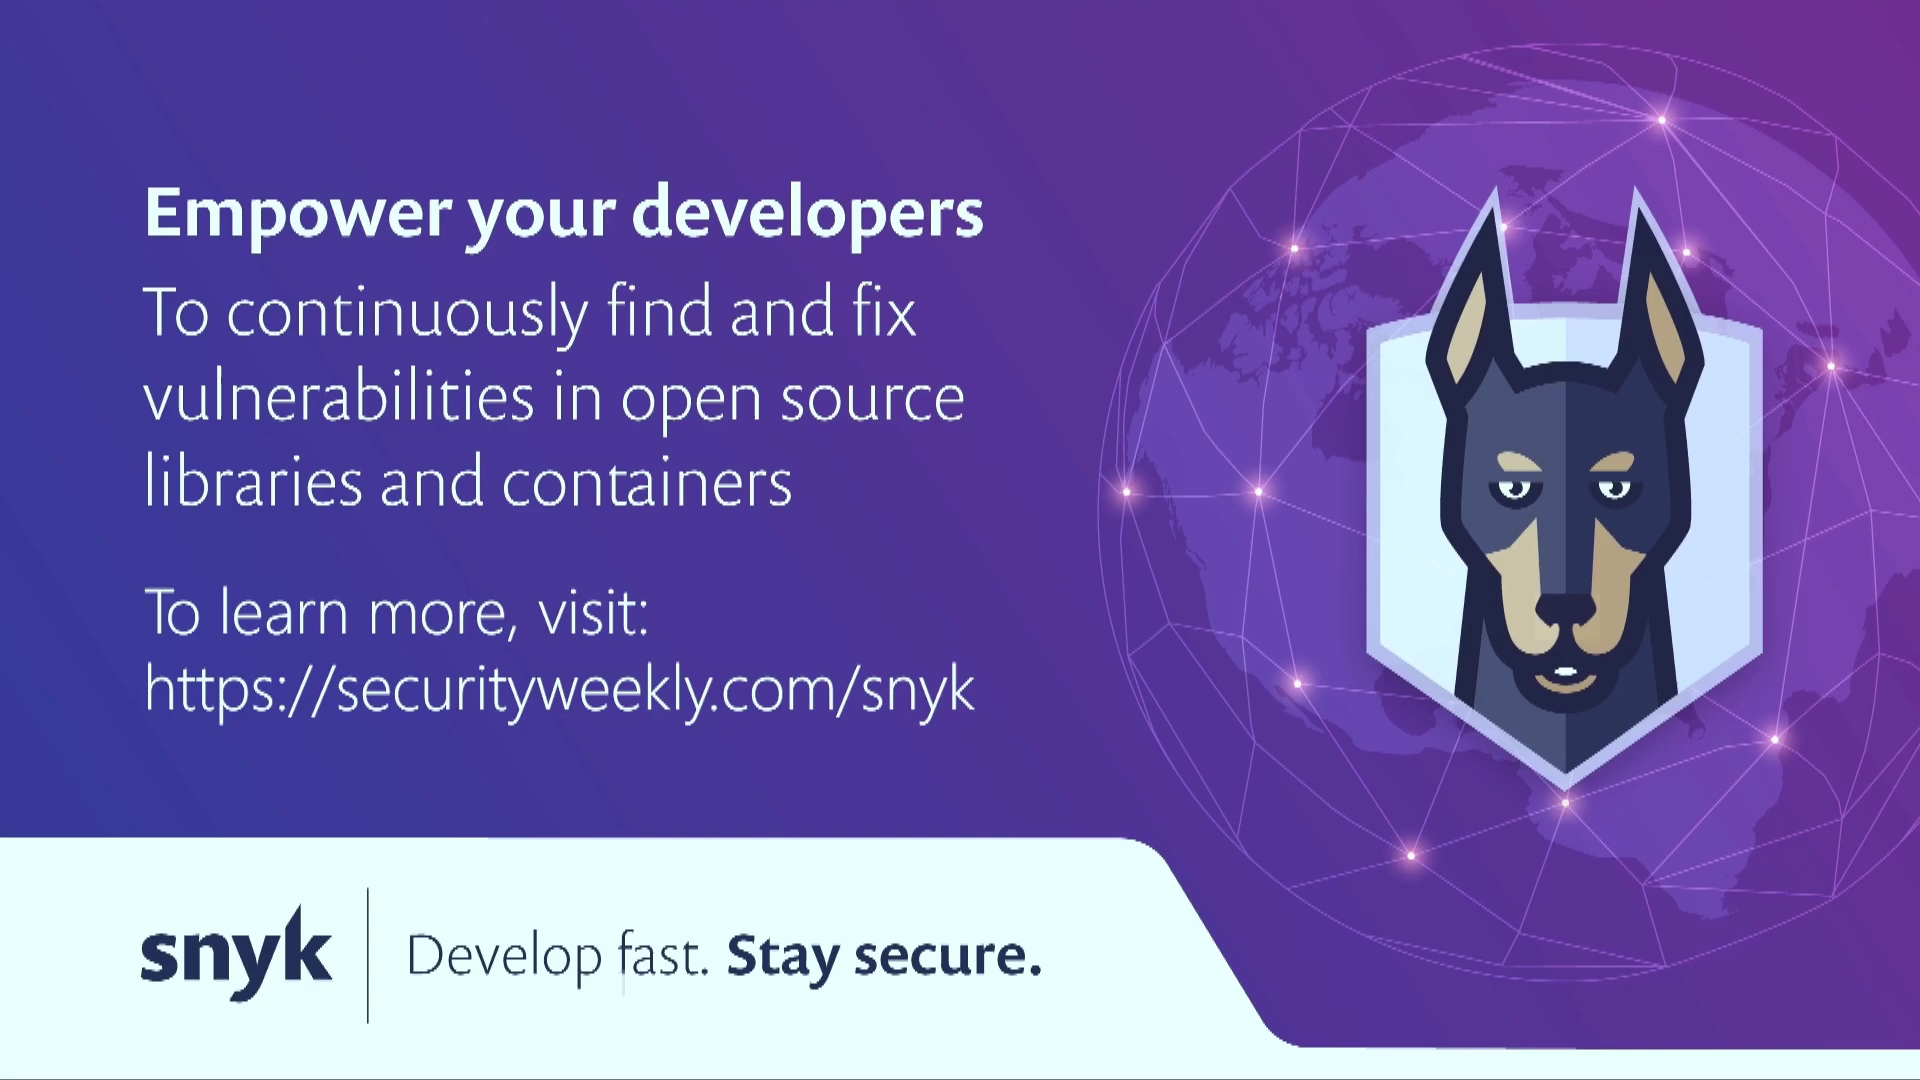 Empower your developers
To continuously find and fix
vulnerabilities in open source
libraries and containers
To learn more, visit:
https://securityweekly.com/snyk
snyk
Develop fast. Stay secure.